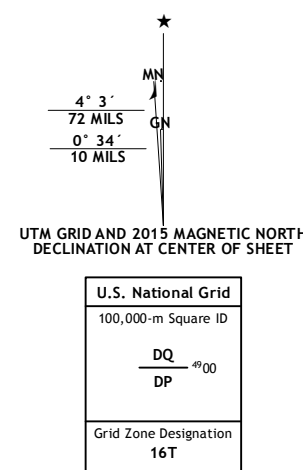 ★
MN
4° 3´
72 MILS
GN
0° 34´
10 MILS
UTM GRID AND 2015 MAGNETIC NORTH
DECLINATION AT CENTER OF SHEET
U.S. National Grid
100,000-m Square ID
DQ
4900
DP
Grid Zone Designation
16T